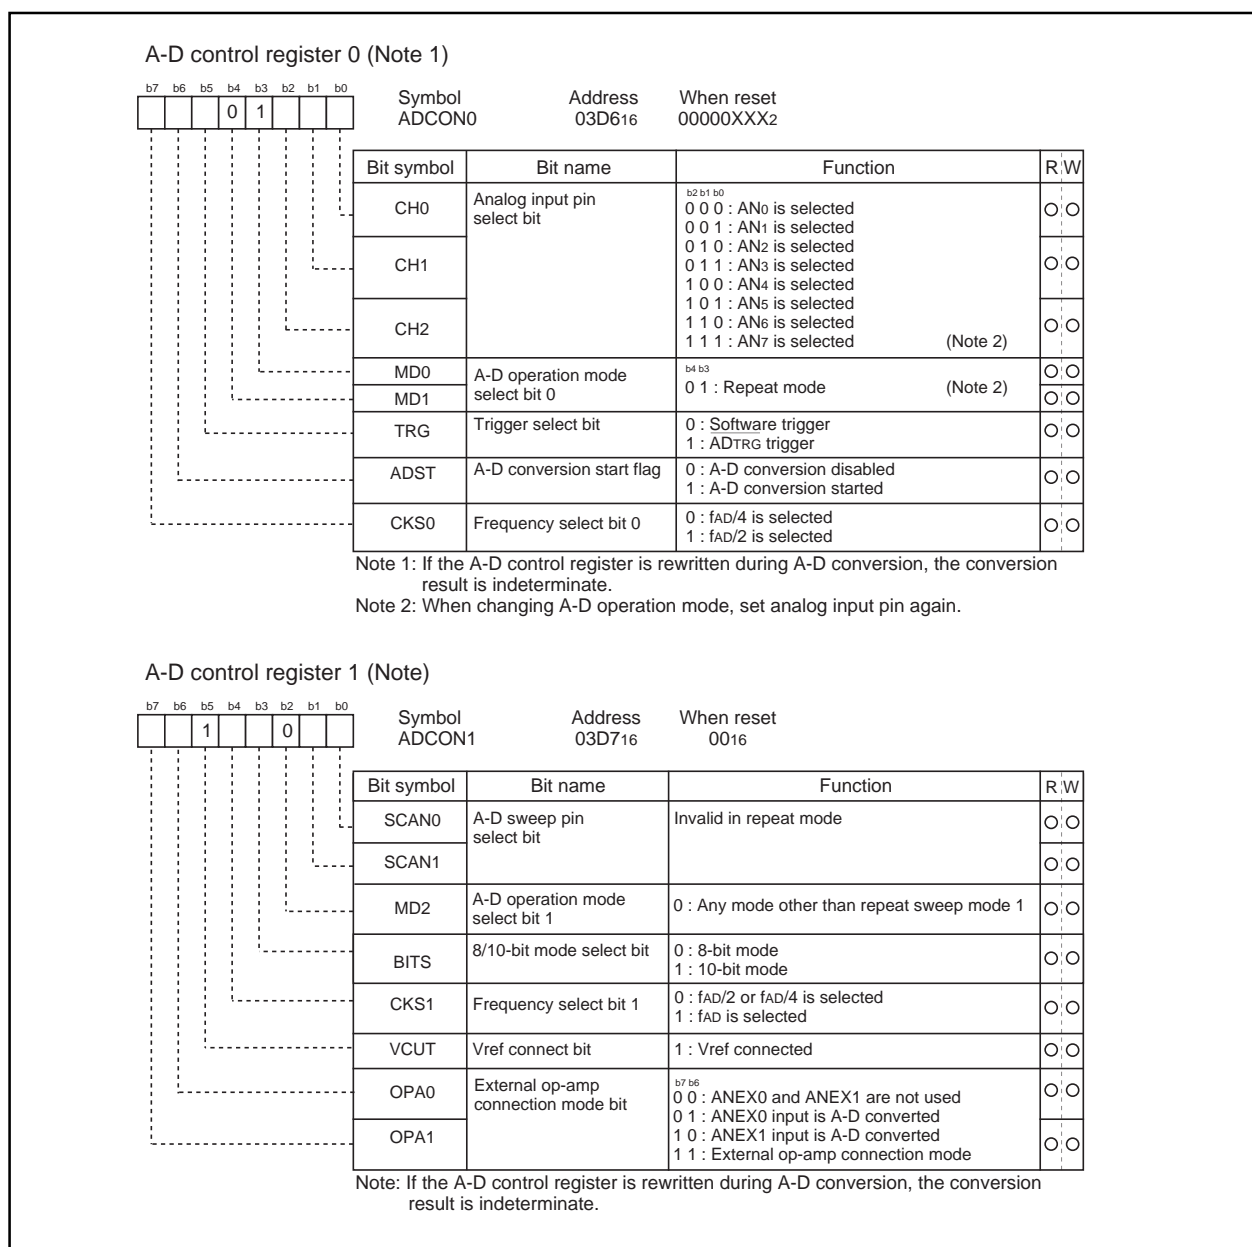 A-D control register 0 (Note 1)
b7 b6 b5 b4 b3 b2 b1 b0
0 1
Symbol Address When reset
ADCON0 03D616 00000XXX2
Bit symbol Bit name Function R W
CH0 Analog input pin select bit
b2 b1 b0
0 0 0 : AN0 is selected
0 0 1 : AN1 is selected
CH1
0 1 0 : AN2 is selected
0 1 1 : AN3 is selected
1 0 0 : AN4 is selected
1 0 1 : AN5 is selected
CH2
1 1 0 : AN6 is selected
1 1 1 : AN7 is selected (Note 2)
MD0 A-D operation mode select bit 0
b4 b3
0 1 : Repeat mode (Note 2)
MD1
TRG Trigger select bit
0 : Software trigger
1 : ADTRG trigger
ADST A-D conversion start flag
0 : A-D conversion disabled
1 : A-D conversion started
CKS0 Frequency select bit 0
0 : fAD/4 is selected
1 : fAD/2 is selected
Note 1: If the A-D control register is rewritten during A-D conversion, the conversion
result is indeterminate.
Note 2: When changing A-D operation mode, set analog input pin again.
A-D control register 1 (Note)
b7 b6 b5 b4 b3 b2 b1 b0
1 0
Symbol Address When reset
ADCON1 03D716 0016
Bit symbol Bit name Function R W
SCAN0 A-D sweep pin select bit
Invalid in repeat mode
SCAN1
MD2 A-D operation mode select bit 1
0 : Any mode other than repeat sweep mode 1
BITS 8/10-bit mode select bit
0 : 8-bit mode
1 : 10-bit mode
CKS1 Frequency select bit 1
0 : fAD/2 or fAD/4 is selected
1 : fAD is selected
VCUT Vref connect bit
1 : Vref connected
OPA0 External op-amp connection mode bit
b7 b6
0 0 : ANEX0 and ANEX1 are not used
0 1 : ANEX0 input is A-D converted
OPA1
1 0 : ANEX1 input is A-D converted
1 1 : External op-amp connection mode
Note: If the A-D control register is rewritten during A-D conversion, the conversion
result is indeterminate.